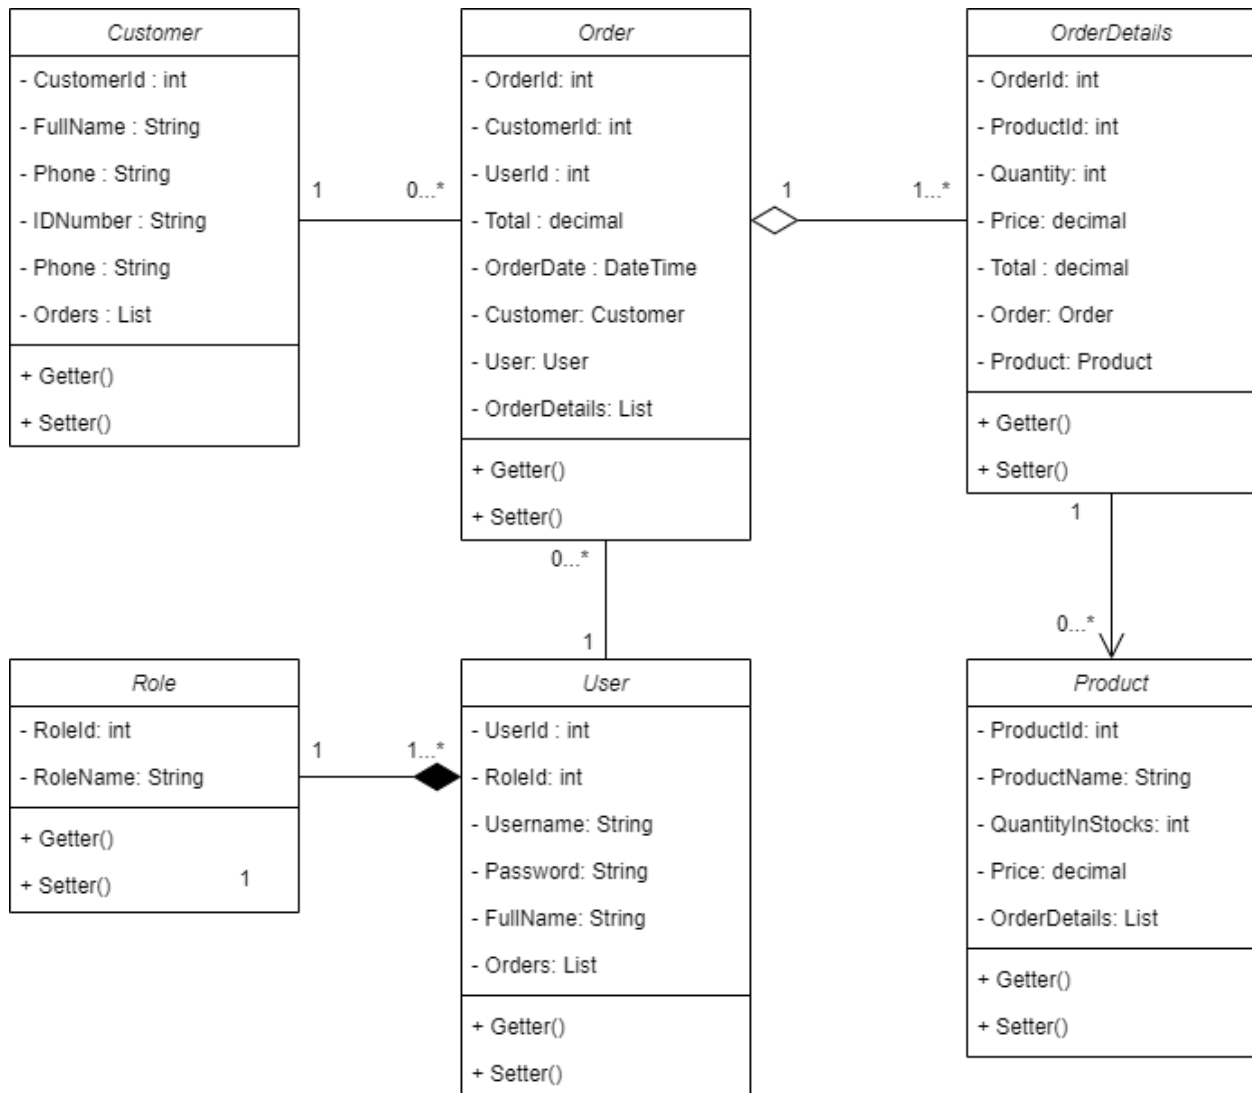 Customer
- CustomerId : int
- FullName : String
- Phone : String
- IDNumber : String
- Phone : String
- Orders : List
+ Getter()
+ Setter()
1
0...*
Order
- OrderId: int
- CustomerId: int
- UserId : int
- Total : decimal
- OrderDate : DateTime
- Customer: Customer
- User: User
- OrderDetails: List
+ Getter()
+ Setter()
1
1...*
OrderDetails
- OrderId: int
- ProductId: int
- Quantity: int
- Price: decimal
- Total : decimal
- Order: Order
- Product: Product
+ Getter()
+ Setter()
0...*
1
1
0...*
Role
- RoleId: int
- RoleName: String
+ Getter()
+ Setter()
1
1
1...*
User
- UserId : int
- RoleId: int
- Username: String
- Password: String
- FullName: String
- Orders: List
+ Getter()
+ Setter()
Product
- ProductId: int
- ProductName: String
- QuantityInStocks: int
- Price: decimal
- OrderDetails: List
+ Getter()
+ Setter()